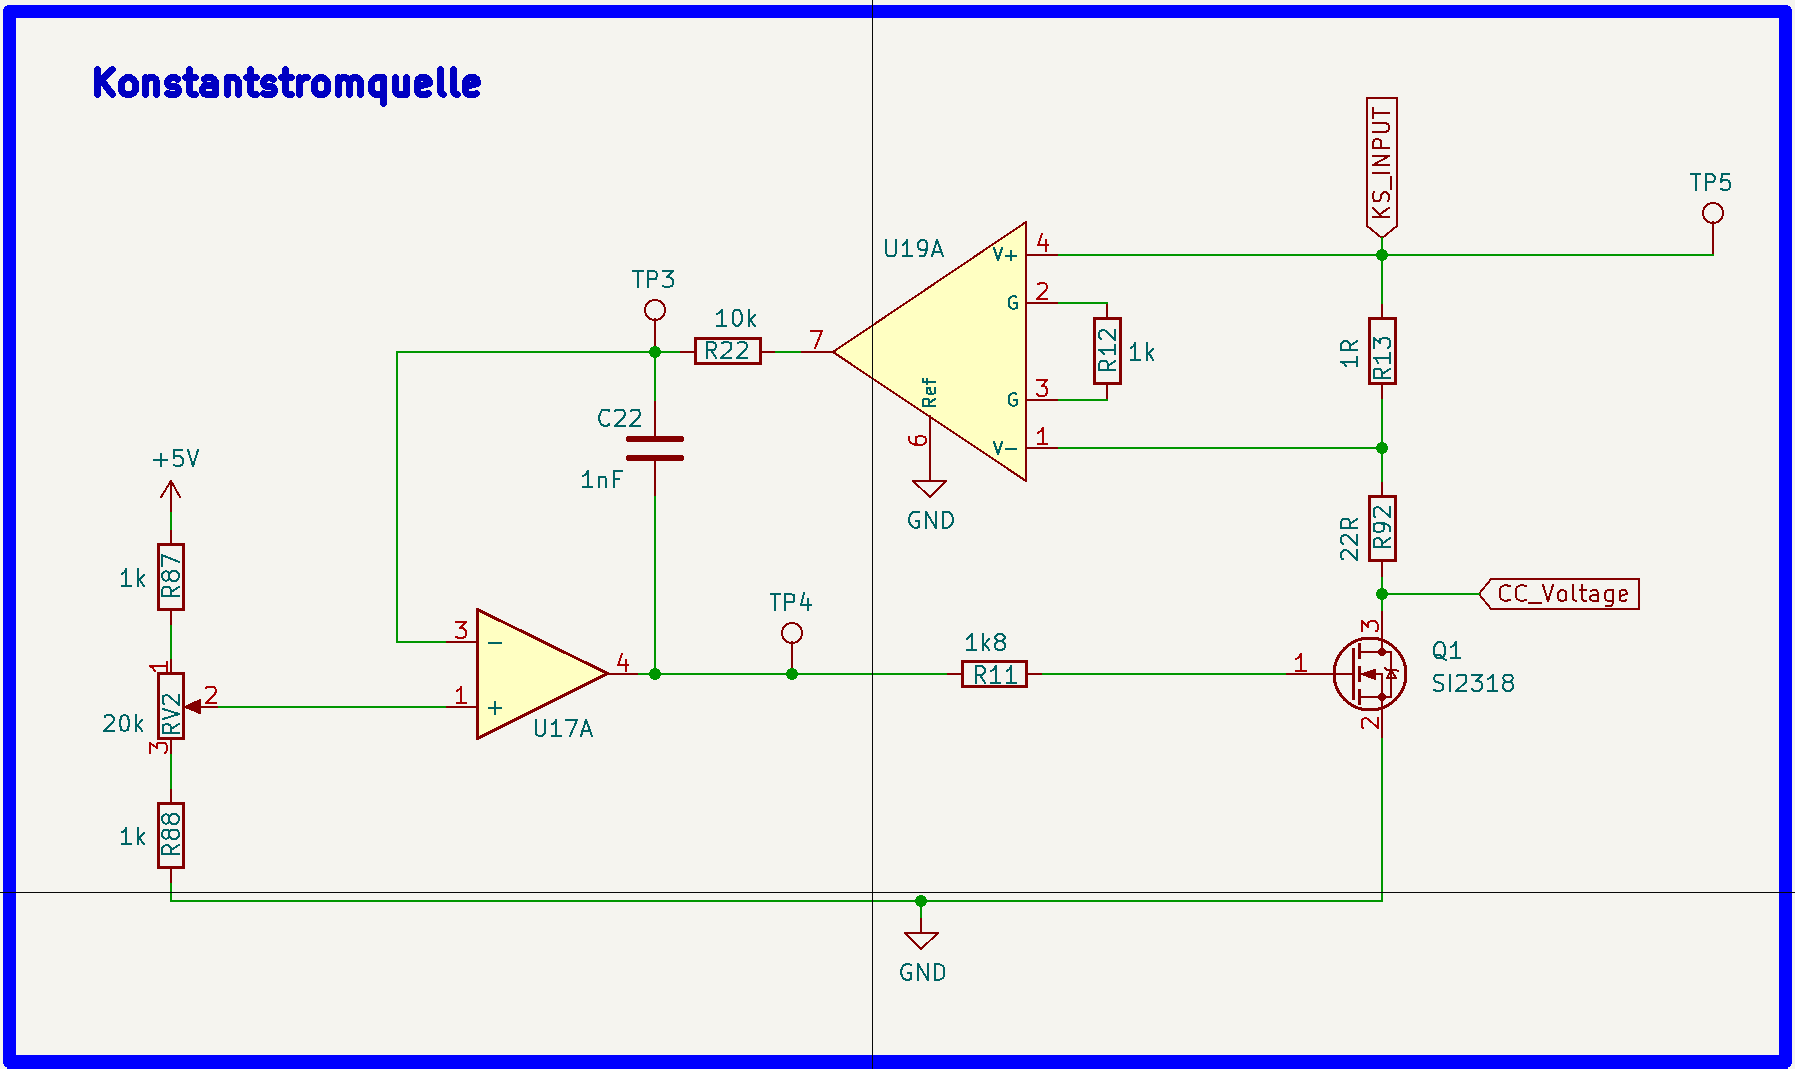 Konstantstromquelle
KS_INPUT
TP5
U19A
V+
4
G
2
R12
1k
G
3
V-
1
Ref
6
GND
7
TP3
10k
R22
C22
1nF
1R
R13
22R
R92
CC_Voltage
+5V
1k
R87
1
20k
RV2
2
3
1k
R88
3
-
1
+
4
U17A
TP4
1k8
R11
1
3
2
Q1
SI2318
GND